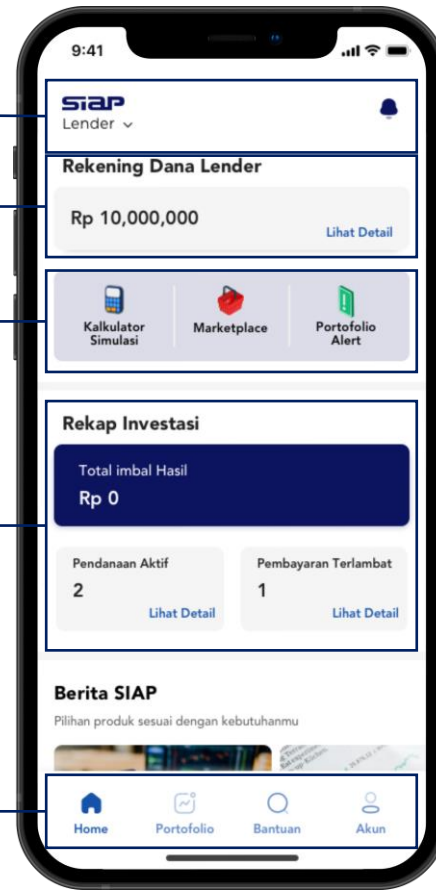 9:41
SIAP
Lender
Rekening Dana Lender
Rp 10,000,000
Lihat Detail
Kalkulator
Simulasi
Marketplace
Portofolio
Alert
Rekap Investasi
Total imbal Hasil
Rp 0
Pendanaan Aktif
2
Lihat Detail
Pembayaran Terlambat
1
Lihat Detail
Berita SIAP
Pilihan produk sesuai dengan kebutuhanmu
Home
Portofolio
Bantuan
Akun